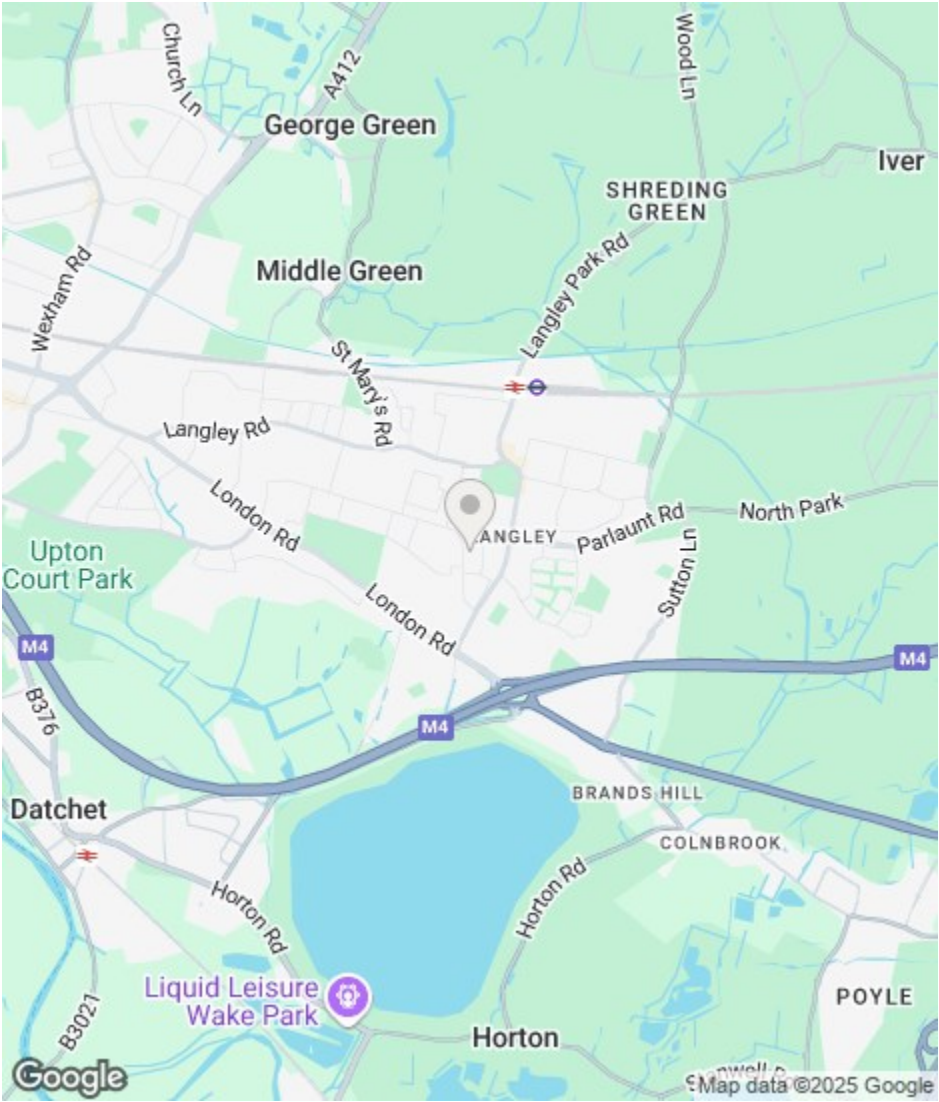 Church Ln
A412
Wood Ln
George Green
Iver
SHREDING
GREEN
Langley Park Rd
Middle Green
Wexham Rd
St Mary's Rd
Langley Rd
London Rd
North Park
Parlaunt Rd
ANGLEY
Upton
Court Park
Sutton Ln
London Rd
M4
M4
B376
M4
BRANDS HILL
Datchet
COLNBROOK
Horton Rd
Horton Rd
Liquid Leisure
Wake Park
POYLE
B3021
Horton
Google
Map data ©2025 Google